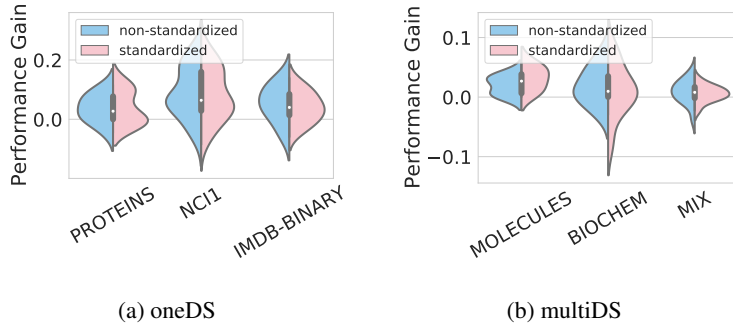 Performance Gain
0.2
0.0
non-standardized
standardized
PROTEINS
NCI1
IMDB-BINARY
(a) oneDS
Performance Gain
0.1
0.0
−0.1
non-standardized
standardized
MOLECULES
BIOCHEM
MIX
(b) multiDS